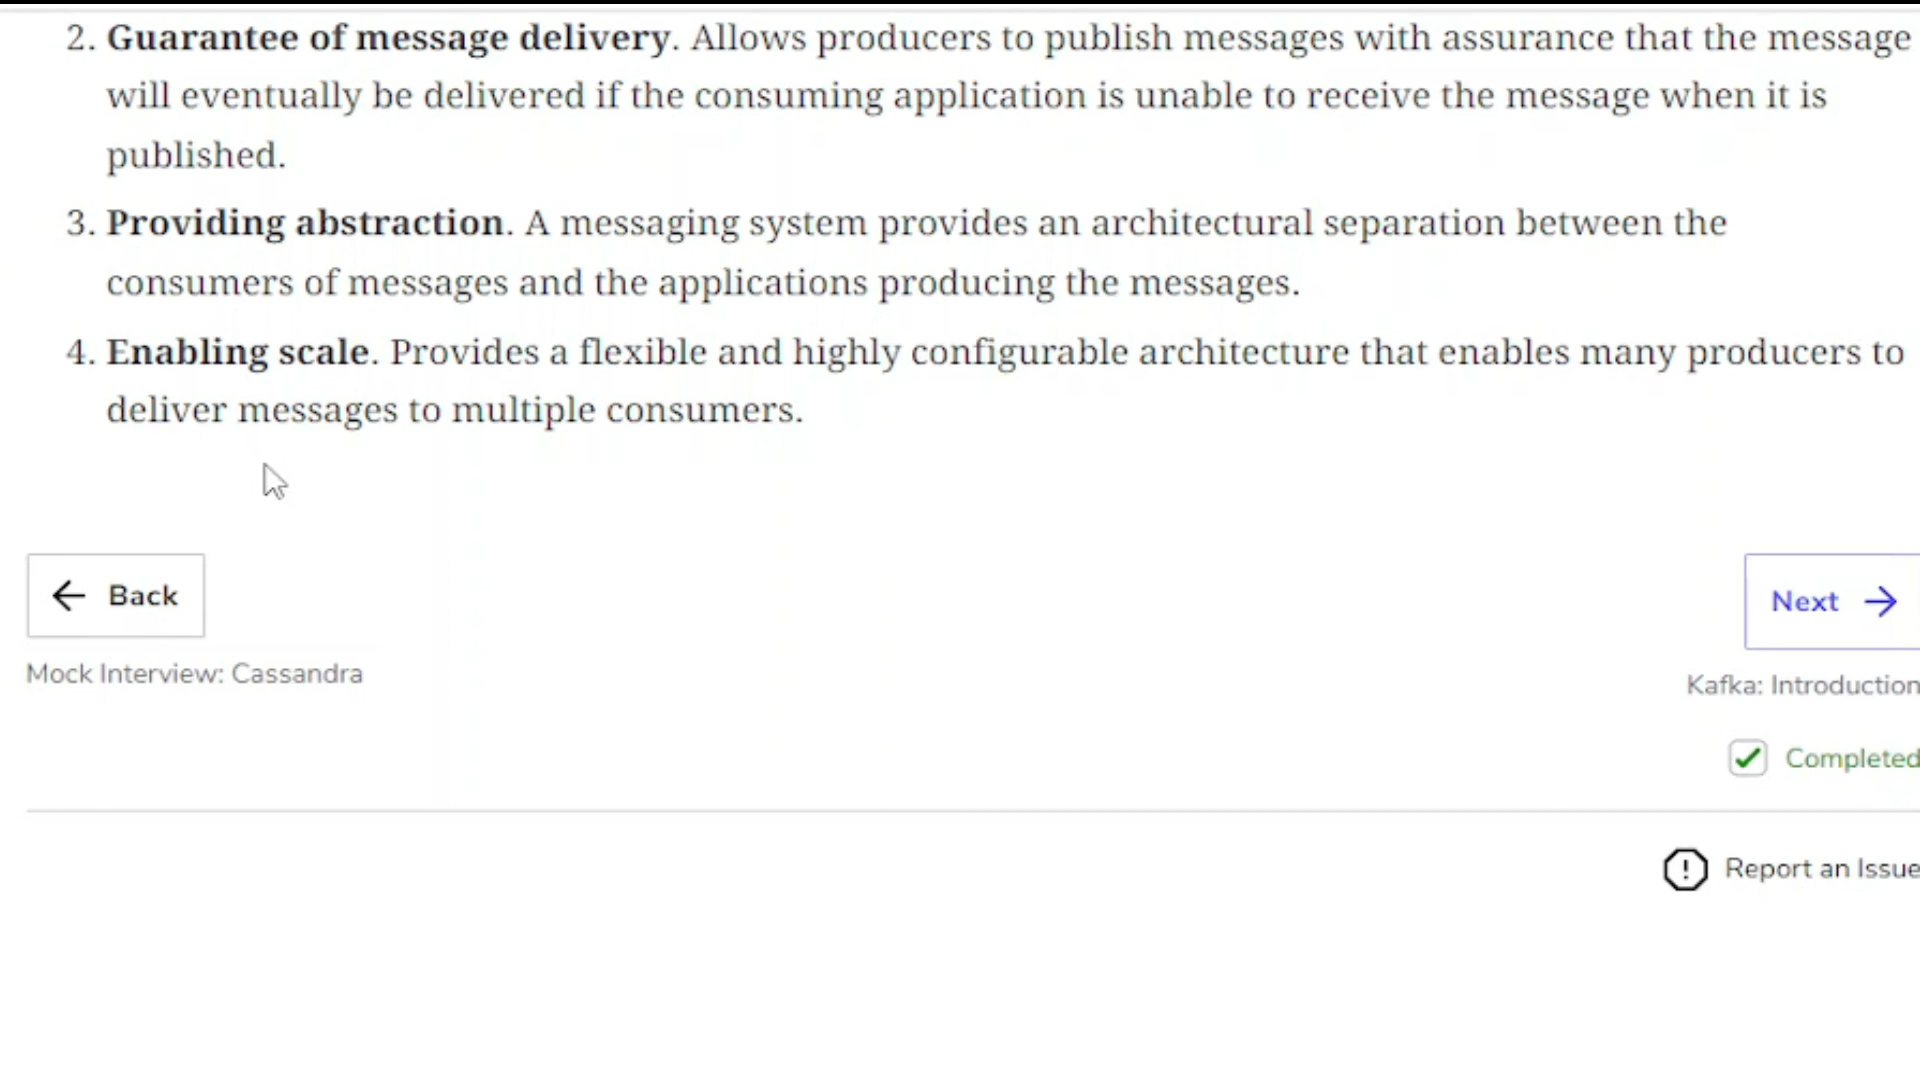 2. Guarantee of message delivery. Allows producers to publish messages with assurance that the message
will eventually be delivered if the consuming application is unable to receive the message when it is
published.
3. Providing abstraction. A messaging system provides an architectural separation between the
consumers of messages and the applications producing the messages.
4. Enabling scale. Provides a flexible and highly configurable architecture that enables many producers to
deliver messages to multiple consumers.
← Back
Next →
Mock Interview: Cassandra
Kafka: Introduction
Completed
Report an Issue